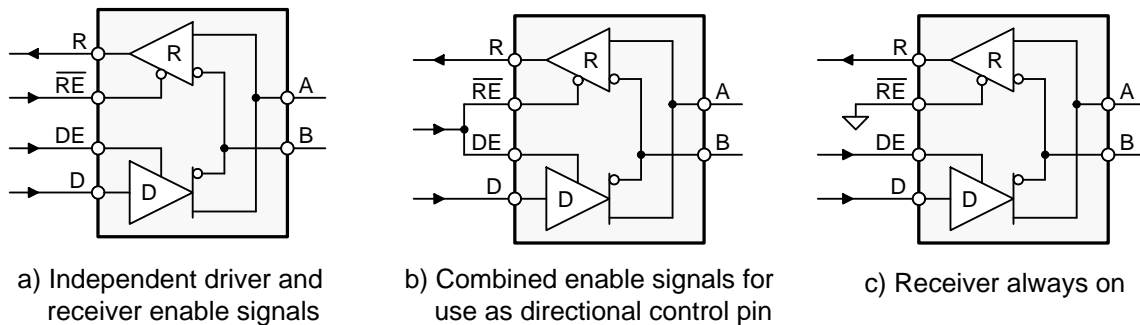 R
R
RE
A
DE
B
D
D
R
R
RE
A
DE
B
D
D
R
R
RE
A
DE
B
D
D
a) Independent driver and
receiver enable signals
b) Combined enable signals for
use as directional control pin
c) Receiver always on